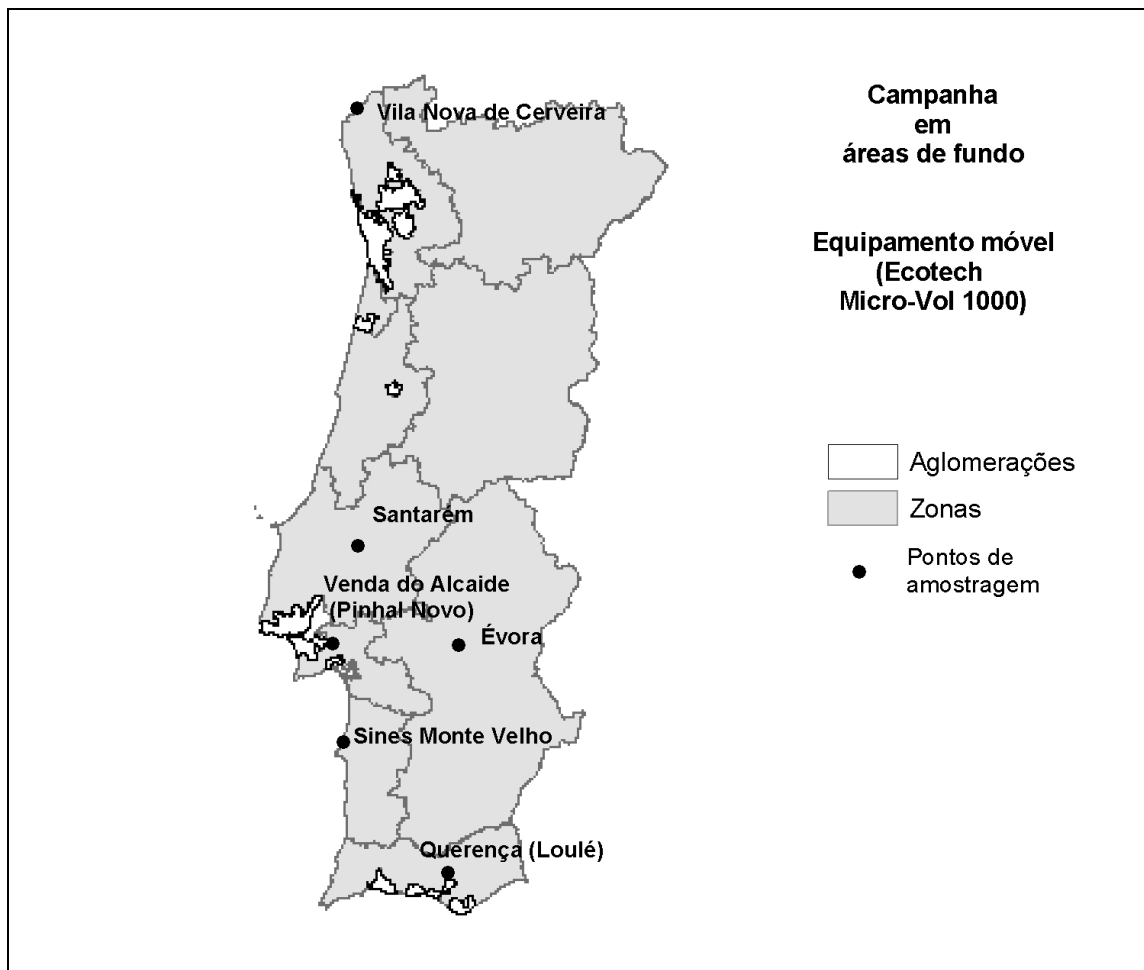 Campanha
em
áreas de fundo
Equipamento móvel
(Ecotech
Micro-Vol 1000)
Vila Nova de Cerveira
Santarém
Venda do Alcaide
(Pinhal Novo)
Évora
Sines Monte Velho
Querença (Loulé)
Aglomerações
Zonas
Pontos de
amostragem